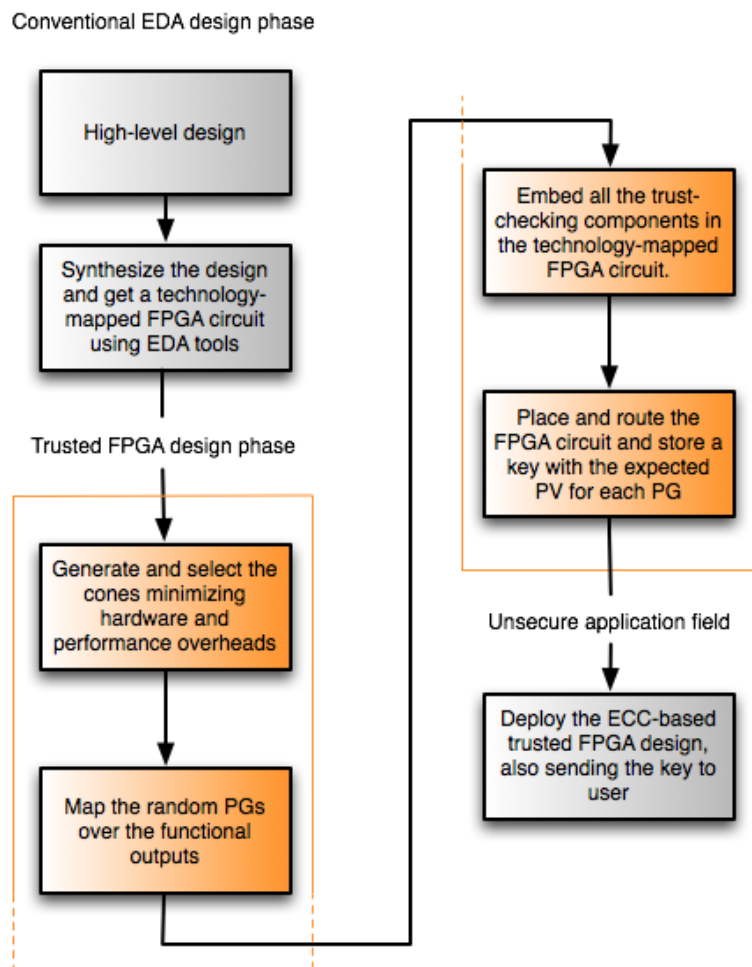 Conventional EDA design phase
High-level design
Synthesize the design
and get a technology-
mapped FPGA circuit
using EDA tools
Trusted FPGA design phase
Generate and select the
cones minimizing
hardware and
performance overheads
Map the random PGs
over the functional
outputs
Embed all the trust-
checking components in
the technology-mapped
FPGA circuit.
Place and route the
FPGA circuit and store a
key with the expected
PV for each PG
Unsecure application field
Deploy the ECC-based
trusted FPGA design,
also sending the key to
user